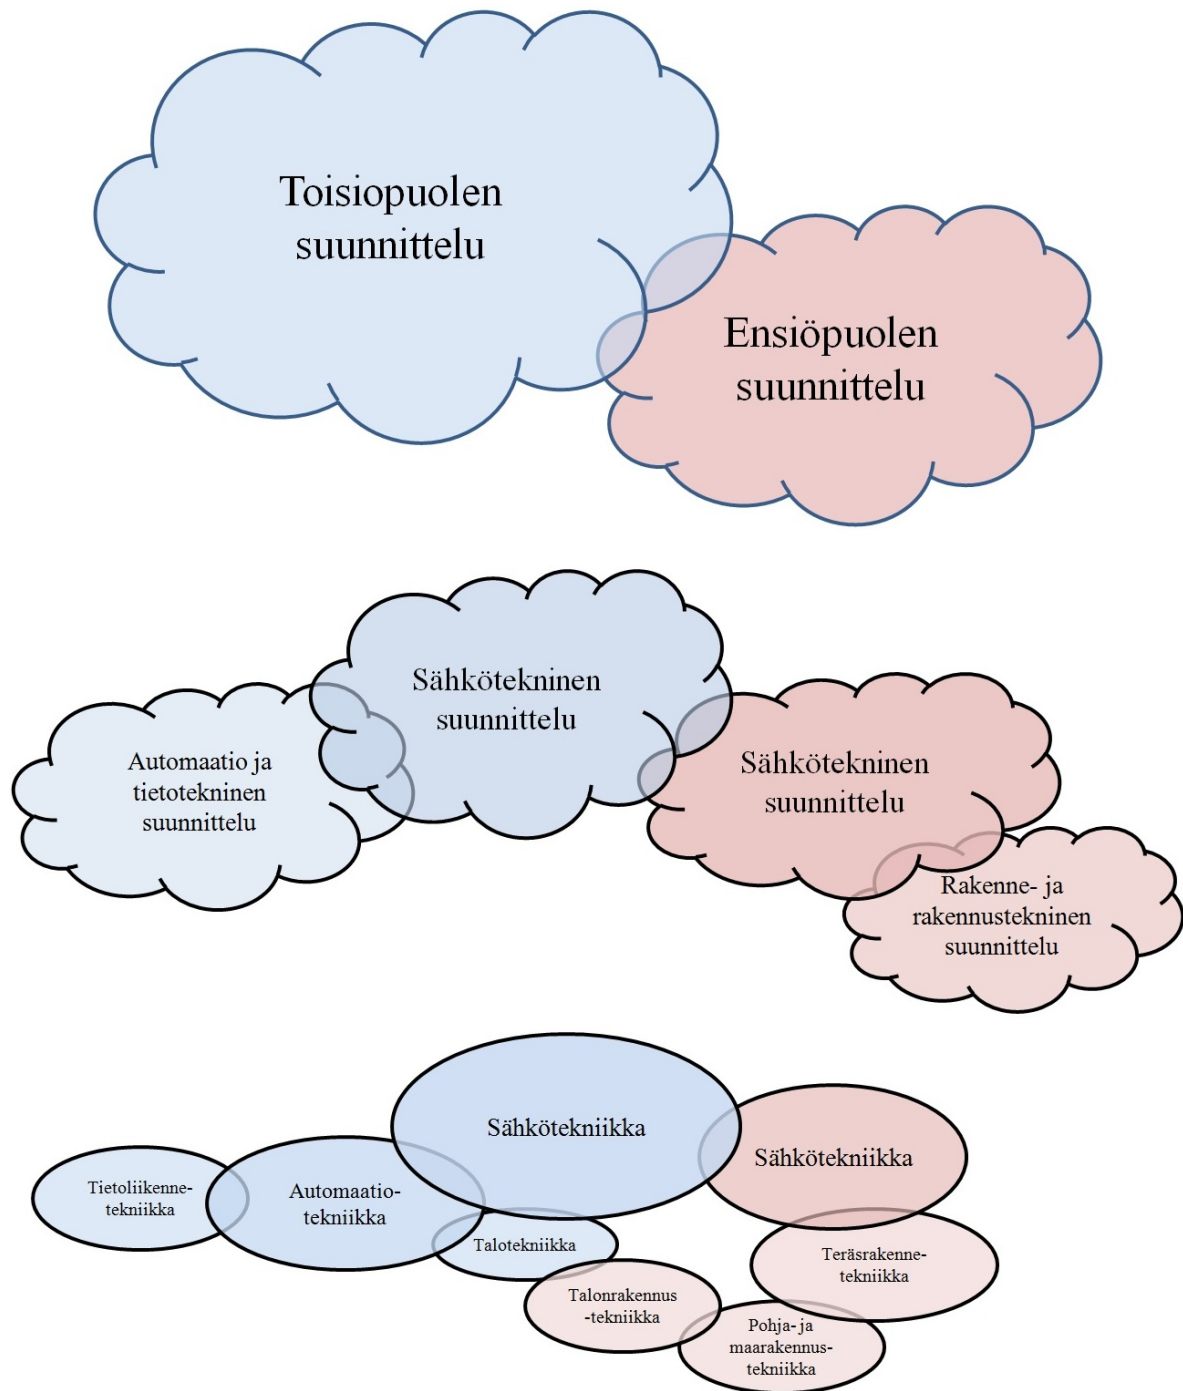 Toisiopuolen
suunnittelu
Ensiöpuolen
suunnittelu
Sähkötekninen
suunnittelu
Automaatio ja
tietotekninen
suunnittelu
Sähkötekninen
suunnittelu
Rakenne- ja
rakennustekninen
suunnittelu
Sähkötekniikka
Sähkötekniikka
Tietoliikenne-
tekniikka
Automaatio-
tekniikka
Talotekniikka
Teräsrakenne-
tekniikka
Talonrakennus
-tekniikka
Pohja- ja
maarakennus-
tekniikka